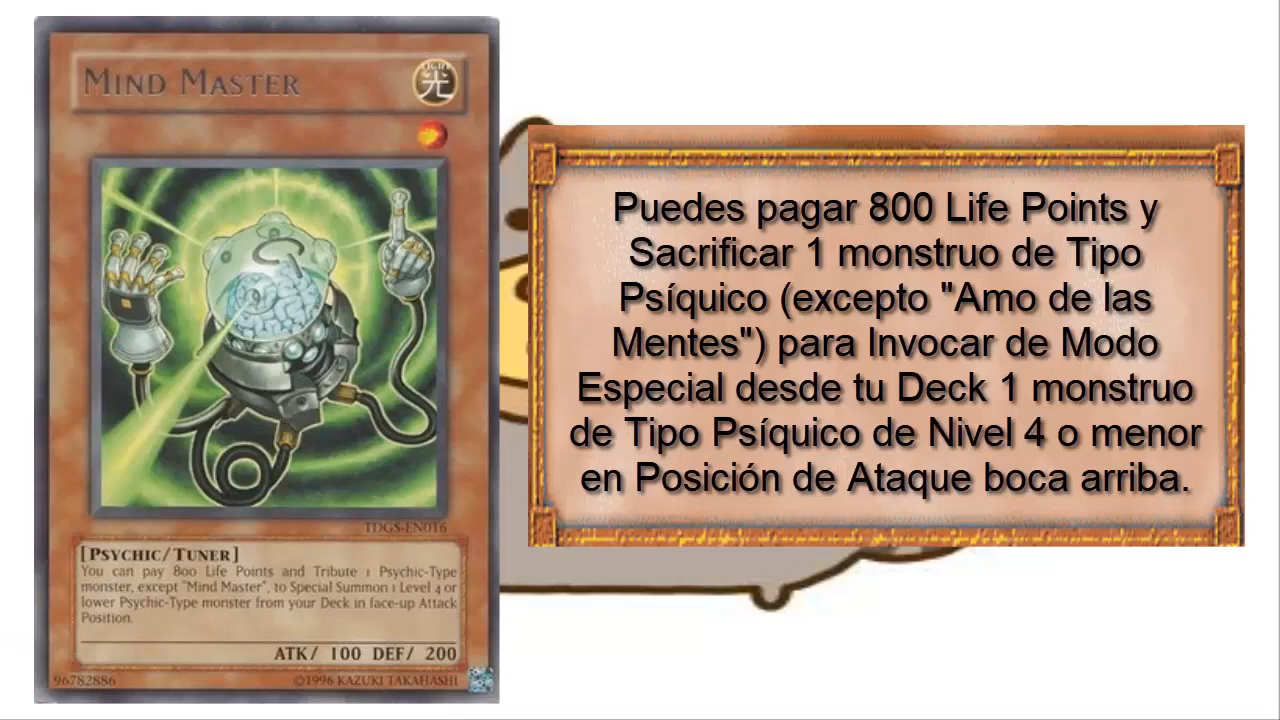 MIND MASTER
LIGHT
光
TDGS-EN016
[PSYCHIC/TUNER]
You can pay 800 Life Points and Tribute 1 Psychic-Type
monster, except "Mind Master", to Special Summon 1 Level 4 or
lower Psychic-Type monster from your Deck in face-up Attack
Position.
ATK/ 100 DEF/ 200
96782886
©1996 KAZUKI TAKAHASHI
Puedes pagar 800 Life Points y
Sacrificar 1 monstruo de Tipo
Psíquico (excepto "Amo de las
Mentes") para Invocar de Modo
Especial desde tu Deck 1 monstruo
de Tipo Psíquico de Nivel 4 o menor
en Posición de Ataque boca arriba.